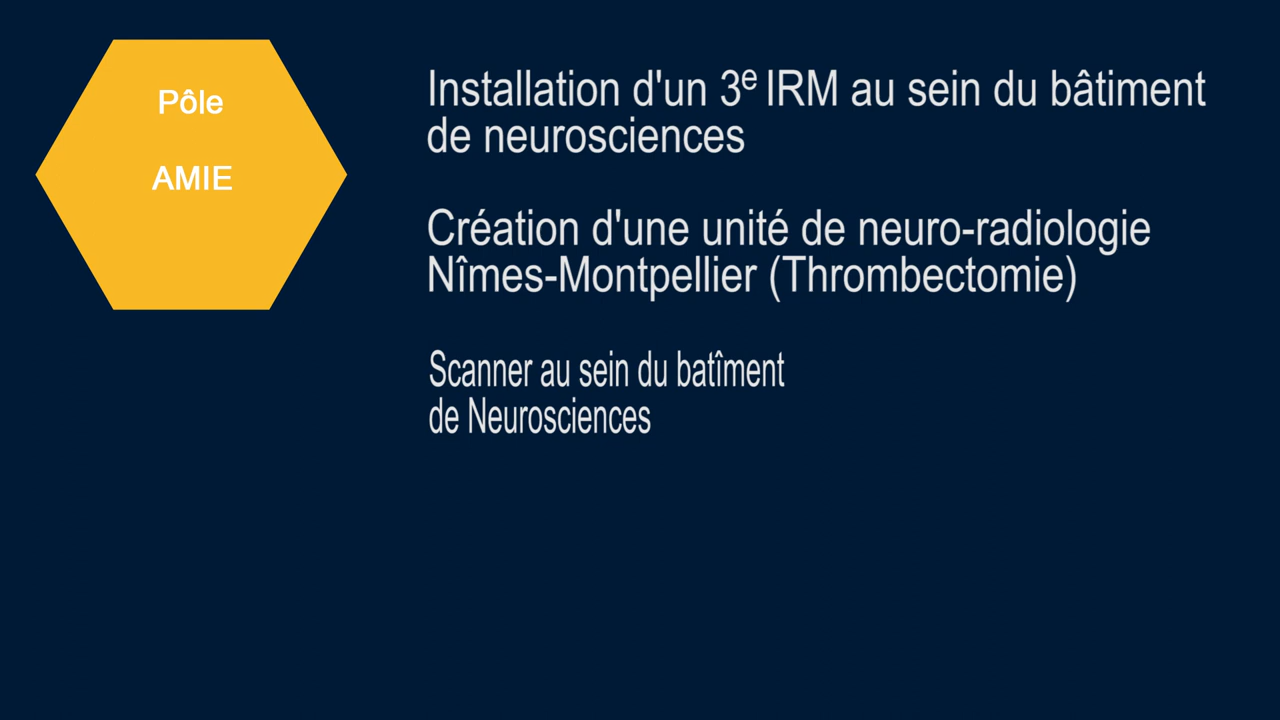 Pôle
AMIE
Installation d'un 3e IRM au sein du bâtiment
de neurosciences
Création d'une unité de neuro-radiologie
Nîmes-Montpellier (Thrombectomie)
Scanner au sein du batîment
de Neurosciences